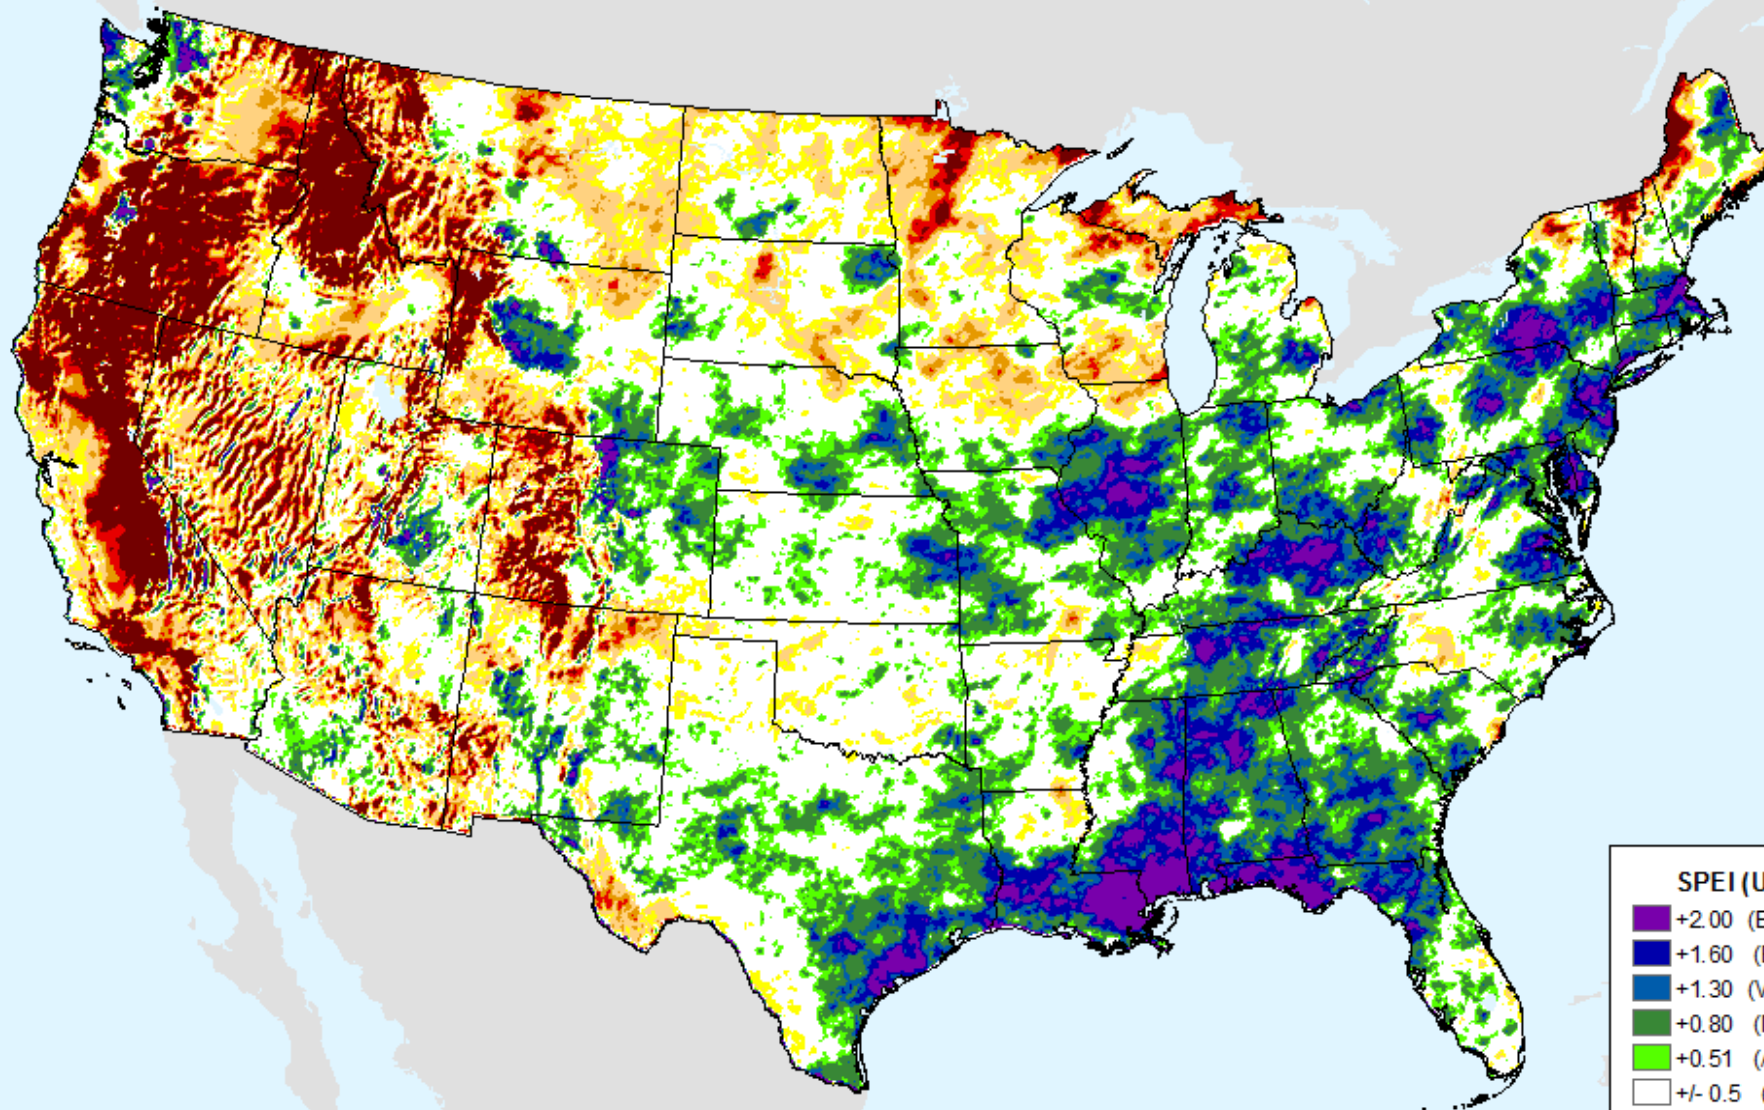 SPEI (U
+2.00 (E
+1.60 (
+1.30 (V
+0.80 (
+0.51 (
+/- 0.5 (